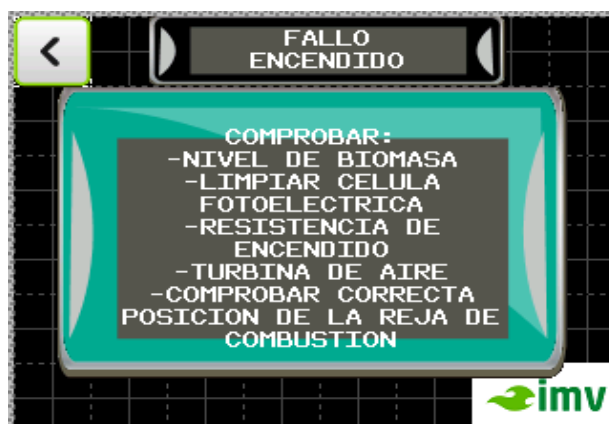 FALLO
ENCENDIDO
COMPROBAR:
-NIVEL DE BIOMASA
-LIMPIAR CELULA
FOTOELECTRICA
-RESISTENCIA DE
ENCENDIDO
-TURBINA DE AIRE
-COMPROBAR CORRECTA
POSICION DE LA REJA DE
COMBUSTION
imv